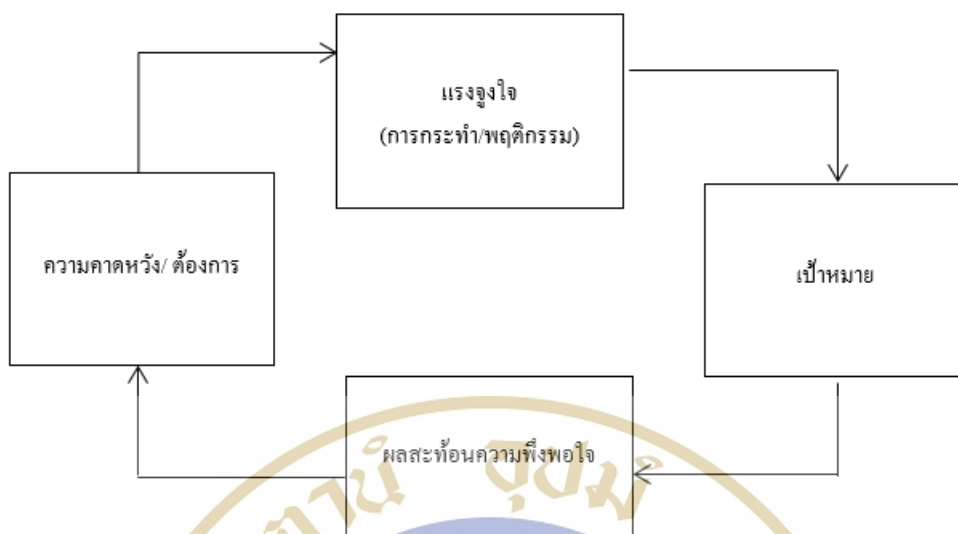 แรงจูงใจ
(การกระทำ/พฤติกรรม)
ความคาดหวัง/ ต้องการ
เป้าหมาย
ผลสะท้อนความพึงพอใจ